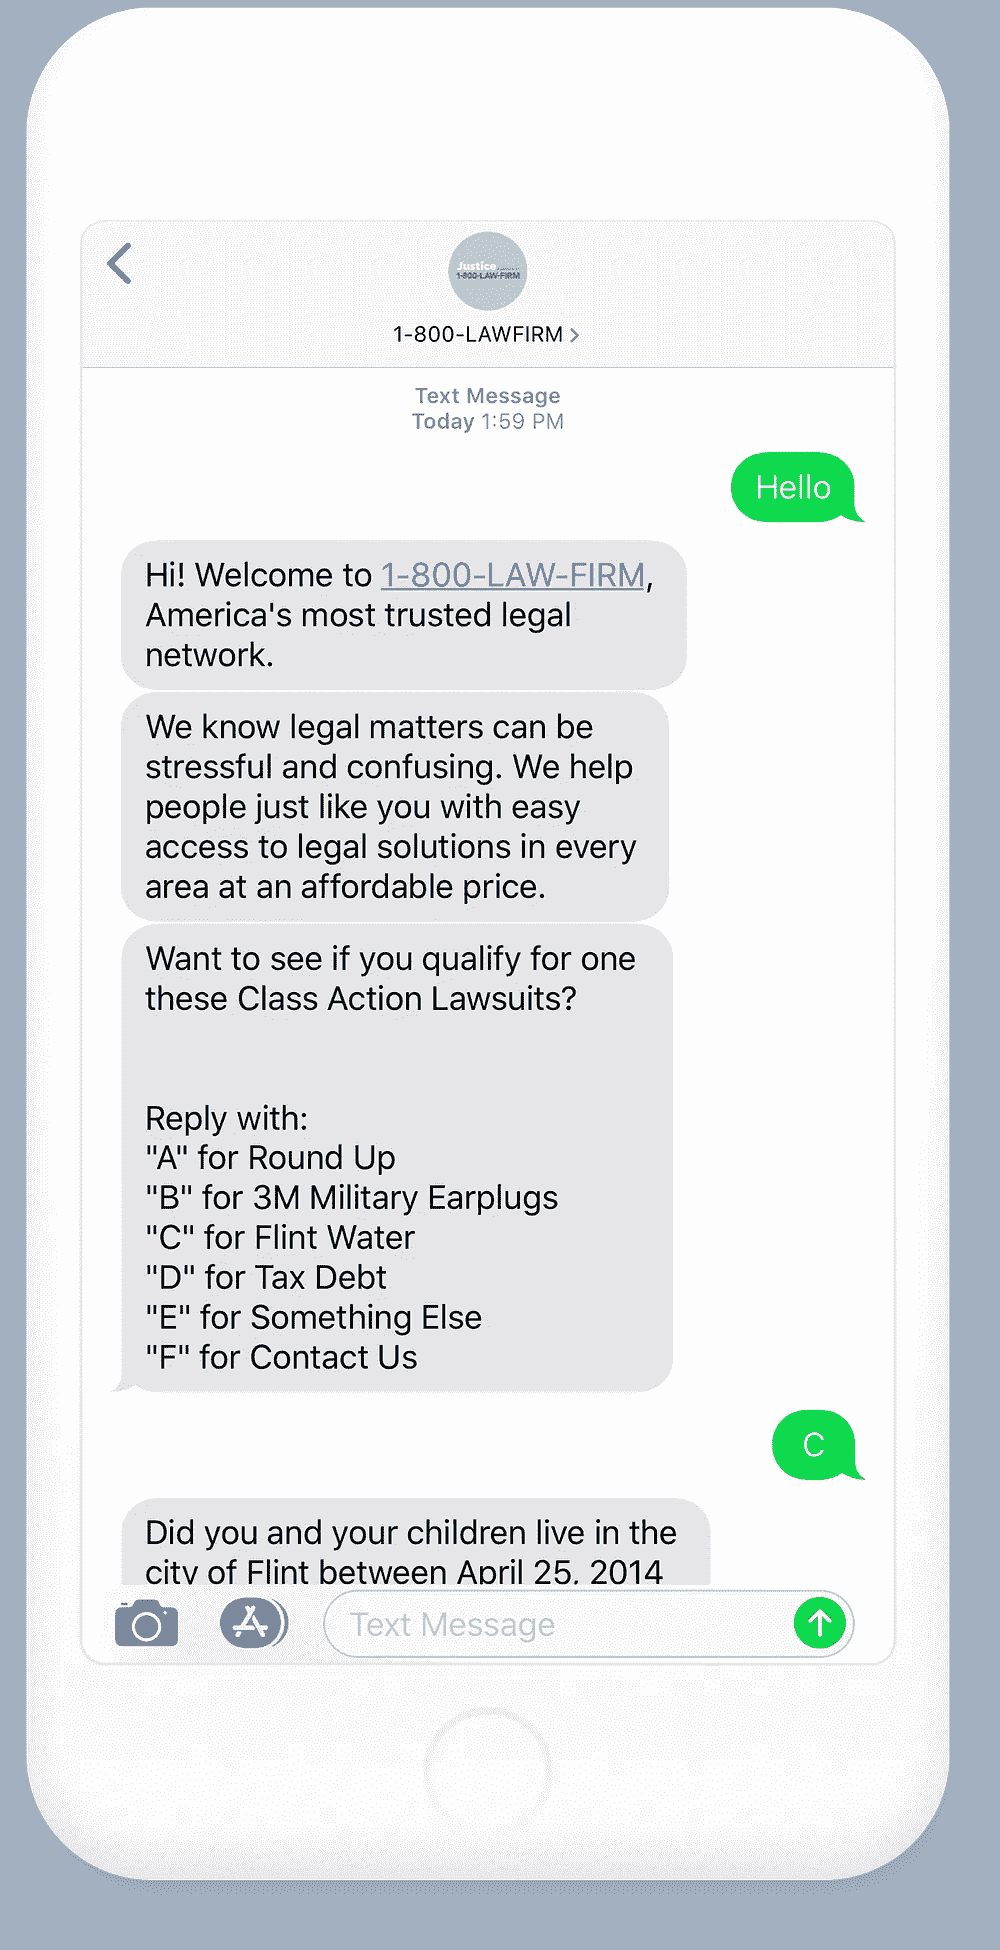 Justice
1-800-LAW-FIRM
1-800-LAWFIRM
Text Message
Today 1:59 PM
Hello
Hi! Welcome to 1-800-LAW-FIRM,
America's most trusted legal
network.
We know legal matters can be
stressful and confusing. We help
people just like you with easy
access to legal solutions in every
area at an affordable price.
Want to see if you qualify for one
these Class Action Lawsuits?
Reply with:
"A" for Round Up
"B" for 3M Military Earplugs
"C" for Flint Water
"D" for Tax Debt
"E" for Something Else
"F" for Contact Us
C
Did you and your children live in the
city of Flint between April 25, 2014
Text Message